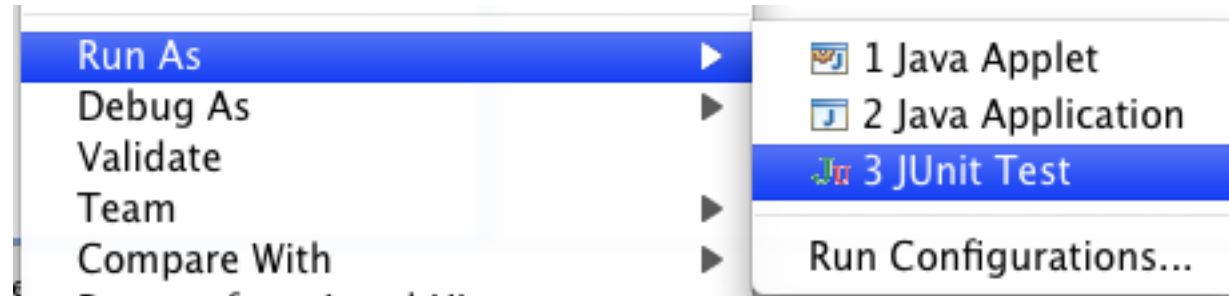 Run As
Debug As
Validate
Team
Compare With
1 Java Applet
2 Java Application
3 JUnit Test
Run Configurations...